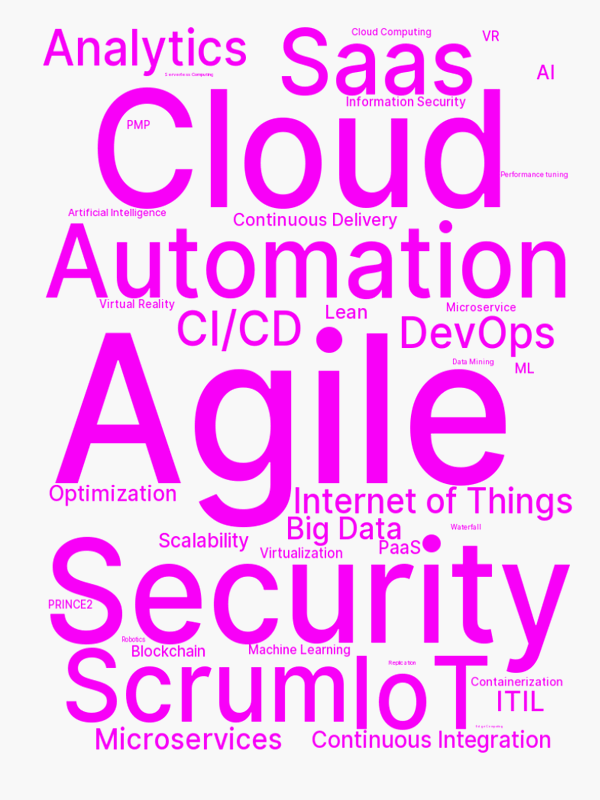 Analytics
Saas
Cloud Computing
VR
AI
Information Security
Cloud
PMP
Performance tuning
Artificial Intelligence
Continuous Delivery
Automation
Virtual Reality
CI/CD
Lean
Microservice
DevOps
Data Mining
ML
Agile
Optimization
Internet of Things
Big Data
Waterfall
Scalability
Virtualization
PaaS
Security
PRINCE2
Robotics
Blockchain
Machine Learning
Replication
Scrum
IoT
Containerization
ITIL
Microservices
Continuous Integration